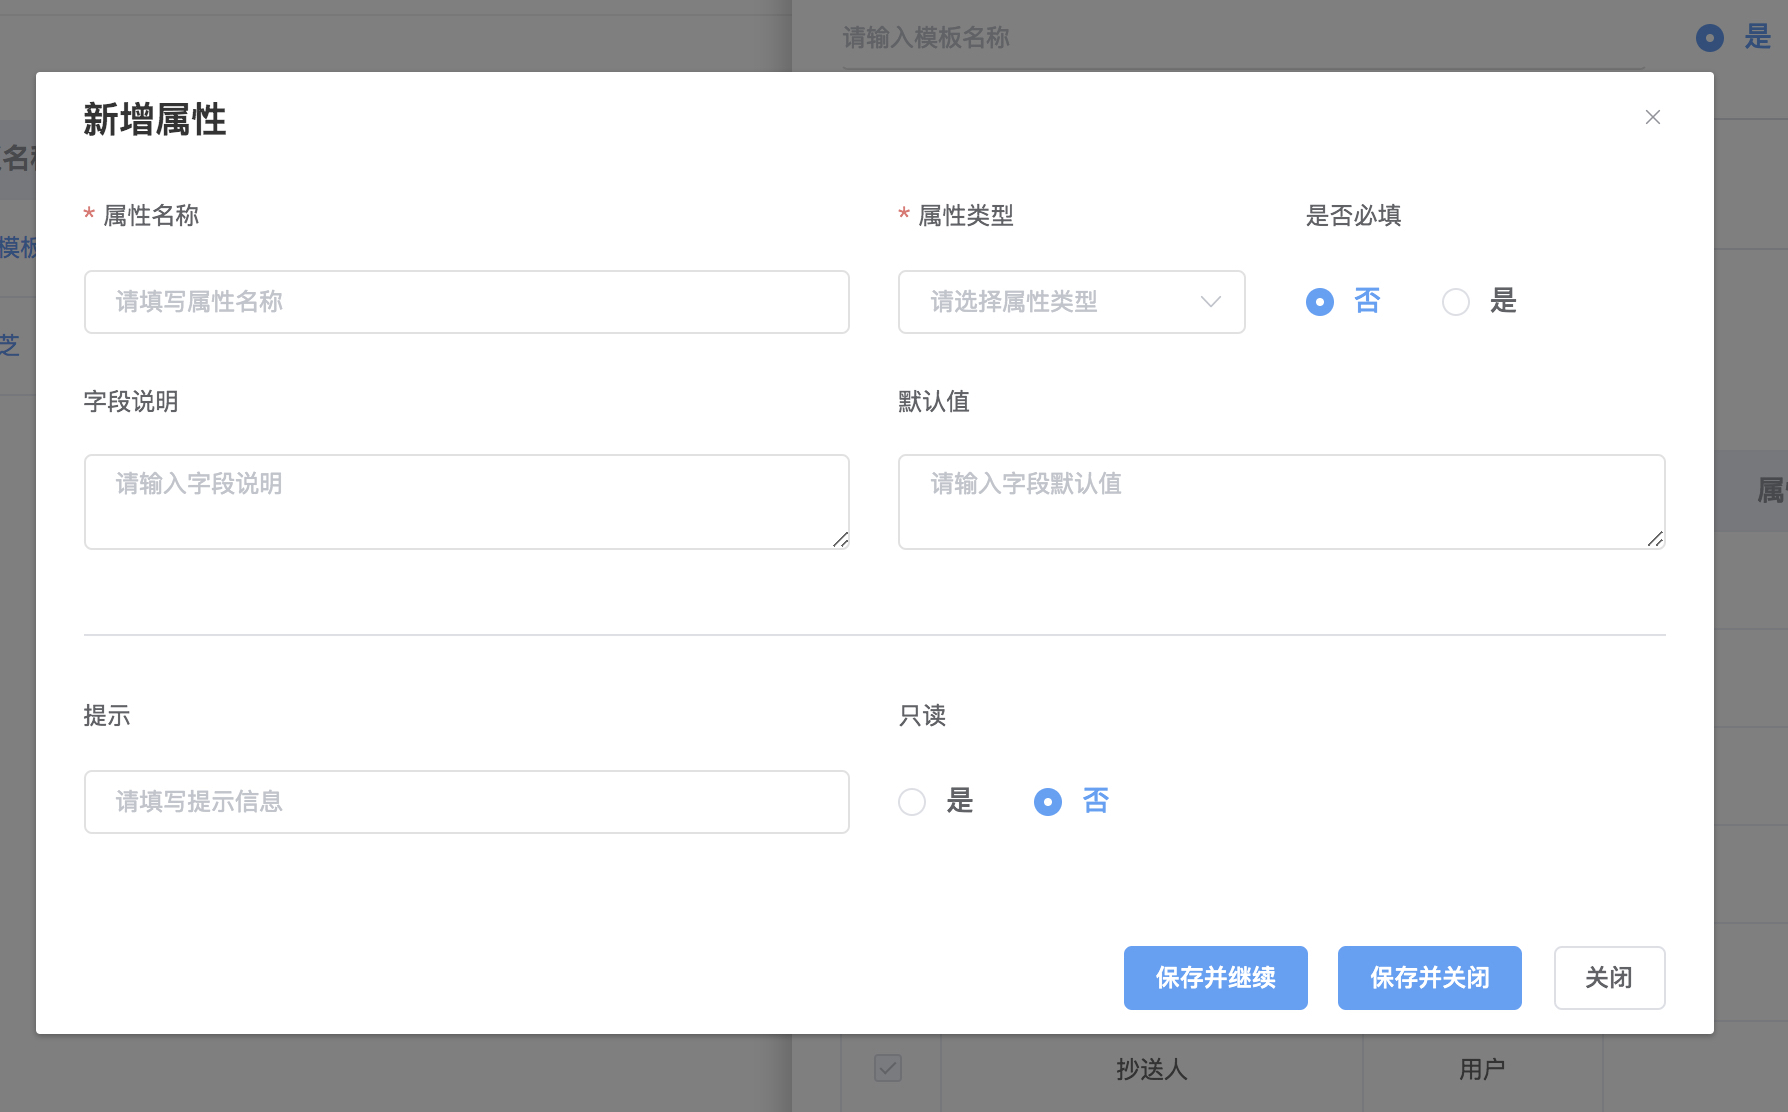 请输入模板名称
是
新增属性
名称
* 属性名称
* 属性类型
是否必填
模板
请填写属性名称
请选择属性类型
否
是
芝
字段说明
默认值
请输入字段说明
请输入字段默认值
属
提示
只读
请填写提示信息
是
否
保存并继续
保存并关闭
关闭
抄送人
用户